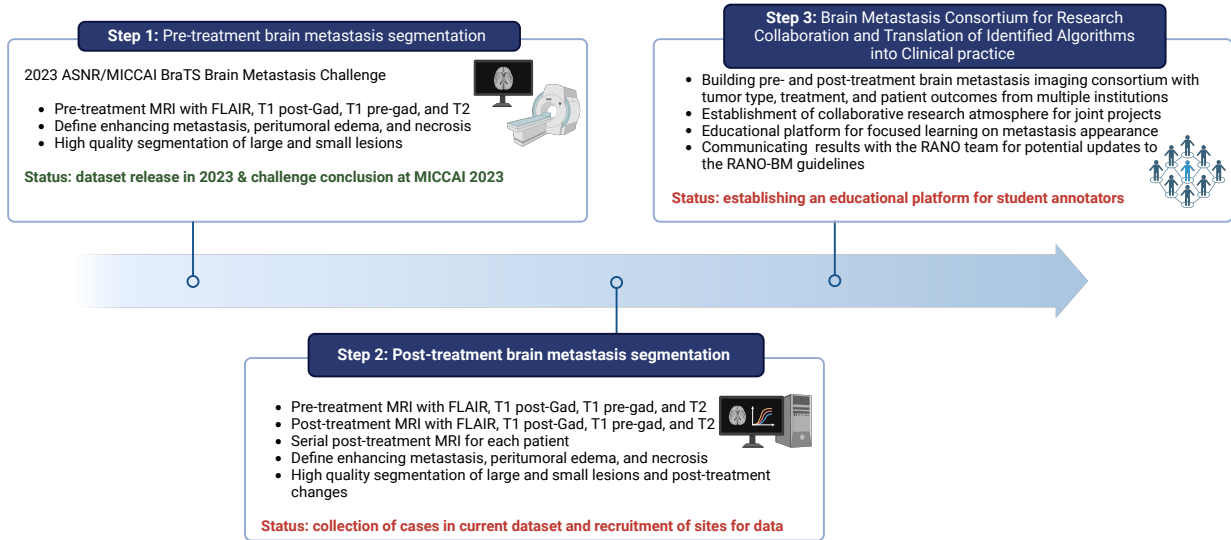 Step 1: Pre-treatment brain metastasis segmentation
2023 ASNR/MICCAI BraTS Brain Metastasis Challenge
• Pre-treatment MRI with FLAIR, T1 post-Gad, T1 pre-gad, and T2
• Define enhancing metastasis, peritumoral edema, and necrosis
• High quality segmentation of large and small lesions
Status: dataset release in 2023 & challenge conclusion at MICCAI 2023
Step 3: Brain Metastasis Consortium for Research
Collaboration and Translation of Identified Algorithms
into Clinical practice
• Building pre- and post-treatment brain metastasis imaging consortium with
tumor type, treatment, and patient outcomes from multiple institutions
• Establishment of collaborative research atmosphere for joint projects
• Educational platform for focused learning on metastasis appearance
• Communicating results with the RANO team for potential updates to
the RANO-BM guidelines
Status: establishing an educational platform for student annotators
Step 2: Post-treatment brain metastasis segmentation
• Pre-treatment MRI with FLAIR, T1 post-Gad, T1 pre-gad, and T2
• Post-treatment MRI with FLAIR, T1 post-Gad, T1 pre-gad, and T2
• Serial post-treatment MRI for each patient
• Define enhancing metastasis, peritumoral edema, and necrosis
• High quality segmentation of large and small lesions and post-treatment
changes
Status: collection of cases in current dataset and recruitment of sites for data